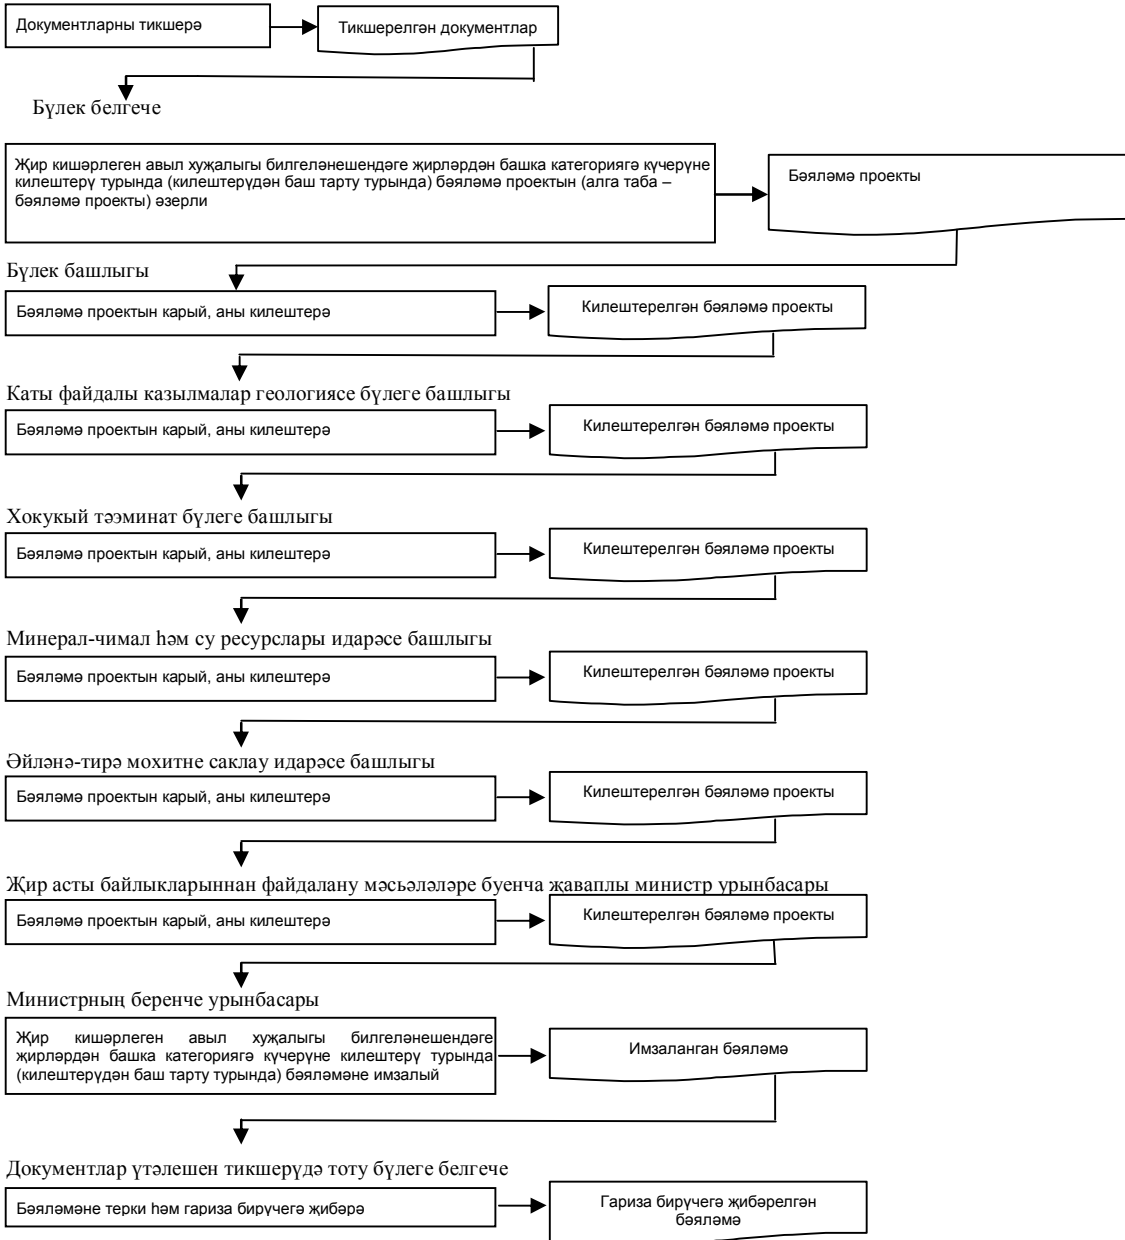 Документларны тикшерә
Тикшерелгән документлар
Бүлек белгече
Җир кишәрлеген авыл хуҗалыгы билгеләнешендәге җирләрдән башка категориягә күчерүне
килештерү турында (килештерүдән баш тарту турында) бәяләмә проектын (алга таба –
бәяләмә проекты) әзерли
Бәяләмә проекты
Бүлек башлыгы
Бәяләмә проектын карый, аны килештерә
Килештерелгән бәяләмә проекты
Каты файдалы казылмалар геологиясе бүлеге башлыгы
Бәяләмә проектын карый, аны килештерә
Килештерелгән бәяләмә проекты
Хокукый тәэминат бүлеге башлыгы
Бәяләмә проектын карый, аны килештерә
Килештерелгән бәяләмә проекты
Минерал-чимал һәм су ресурслары идарәсе башлыгы
Бәяләмә проектын карый, аны килештерә
Килештерелгән бәяләмә проекты
Әйләнә-тирә мохитне саклау идарәсе башлыгы
Бәяләмә проектын карый, аны килештерә
Килештерелгән бәяләмә проекты
Җир асты байлыкларыннан файдалану мәсьәләләре буенча җаваплы министр урынбасары
Бәяләмә проектын карый, аны килештерә
Килештерелгән бәяләмә проекты
Министрның беренче урынбасары
Җир кишәрлеген авыл хуҗалыгы билгеләнешендәге
җирләрдән башка категориягә күчерүне килештерү турында
(килештерүдән баш тарту турында) бәяләмәне имзалый
Имзаланган бәяләмә
Документлар үтәлешен тикшерүдә тоту бүлеге белгече
Бәяләмәне терки һәм гариза бирүчегә җибәрә
Гариза бирүчегә җибәрелгән
бәяләмә